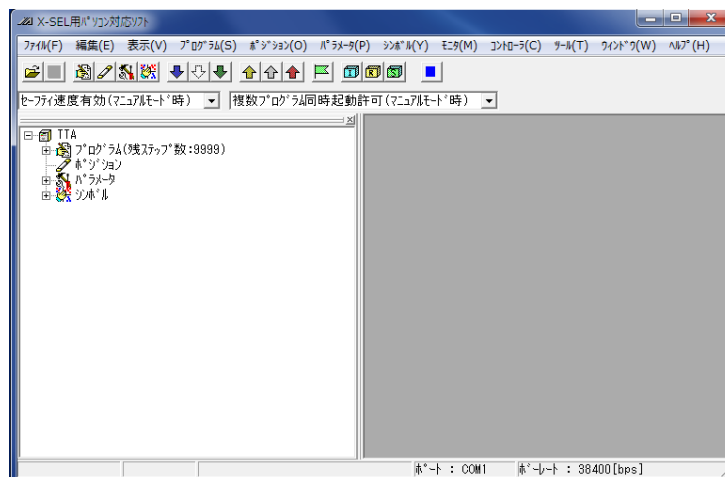 X-SEL用ﾊﾟｿｺﾝ対応ｿﾌﾄ
ﾌｧｲﾙ(F) 編集(E) 表示(V) ﾌﾟﾛｸﾞﾗﾑ(S) ﾎﾟｼﾞｼｮﾝ(O) ﾊﾟﾗﾒｰﾀ(P) ｼﾝﾎﾞﾙ(Y) ﾓﾆﾀ(M) ｺﾝﾄﾛｰﾗ(C) ﾂｰﾙ(T) ｳｨﾝﾄﾞｳ(W) ﾍﾙﾌﾟ(H)
ｾｰﾌﾃｨ速度有効(ﾏﾆｭｱﾙﾓｰﾄﾞ時) 複数ﾌﾟﾛｸﾞﾗﾑ同時起動許可(ﾏﾆｭｱﾙﾓｰﾄﾞ時)
TTA
ﾌﾟﾛｸﾞﾗﾑ(残ｽﾃｯﾌﾟ数:9999)
ﾎﾟｼﾞｼｮﾝ
ﾊﾟﾗﾒｰﾀ
ｼﾝﾎﾞﾙ
ﾎﾟｰﾄ : COM1 ﾎﾞｰﾚｰﾄ : 38400[bps]